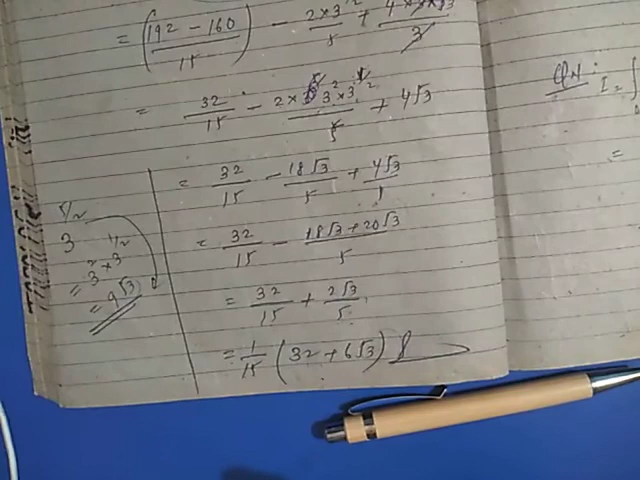 = (192 - 160 / 15) - 2×3^5/2 / 5 + 4×3×√3 / 3
= 32/15 - 2×3^2×3^1/2 / 5 + 4√3
= 32/15 - 18√3/5 + 4√3/1
= 32/15 - 18√3+20√3 / 5
= 32/15 + 2√3/5
= 1/15 (32 + 6√3)
3^5/2
= 3^2 × 3^1/2
= 9√3
I = ∫
=